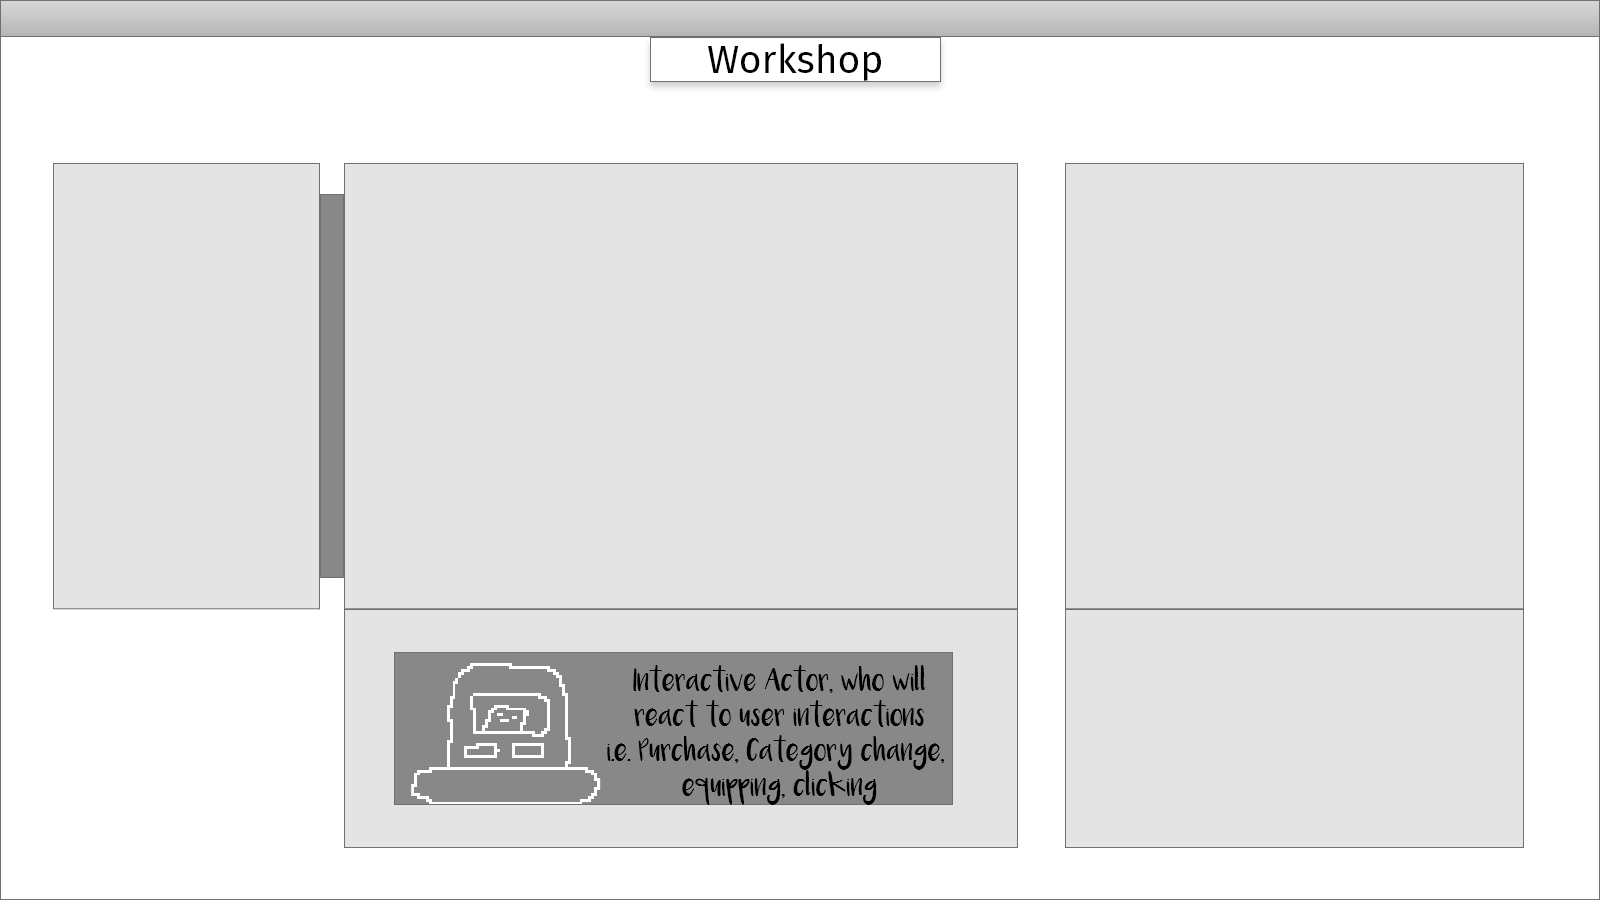 Workshop
Interactive Actor, who will
react to user interactions
i.e. Purchase, Category change,
equipping, clicking